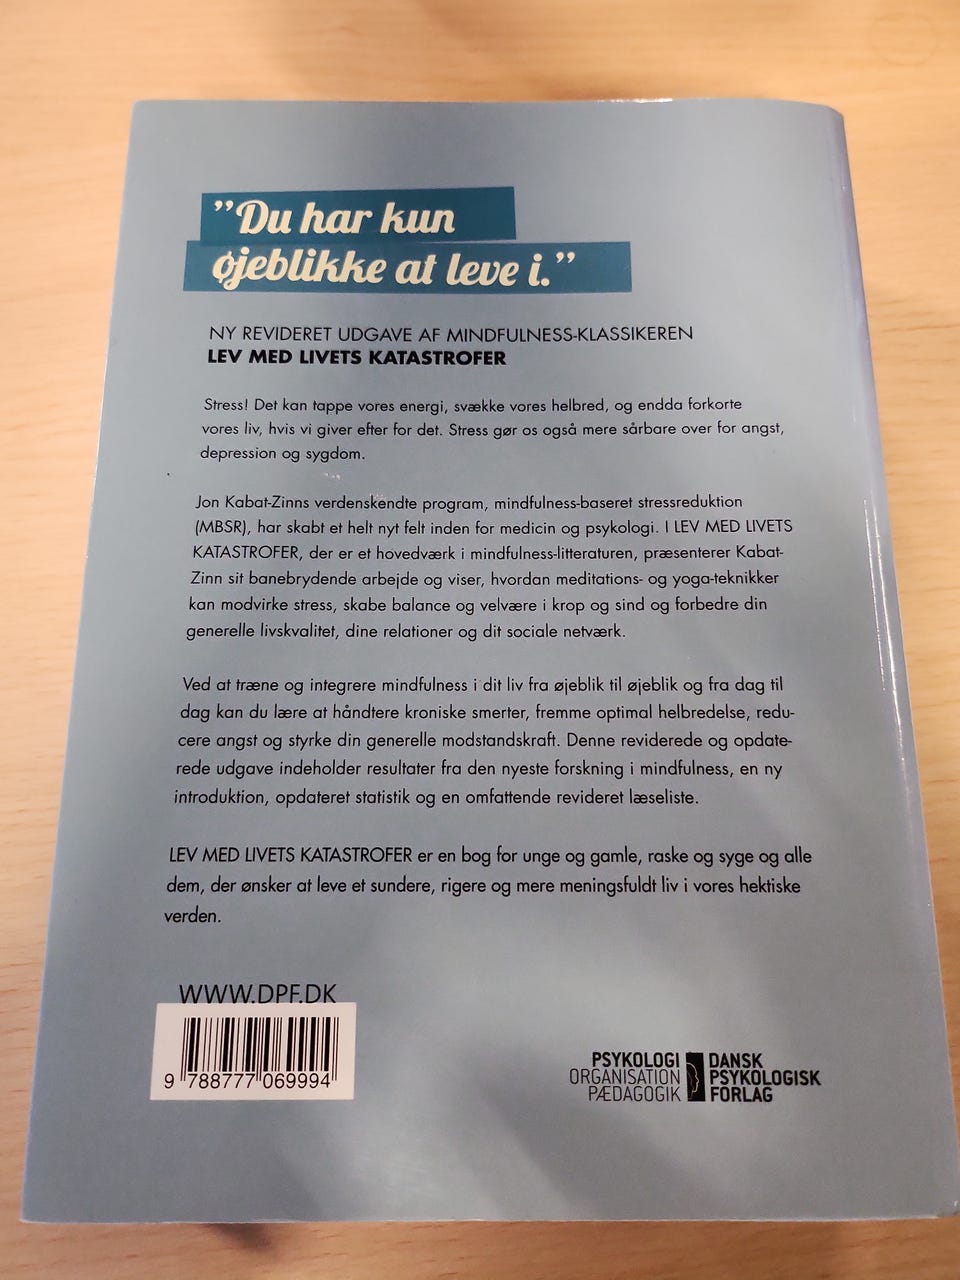 ”Du har kun
øjeblikke at leve i.”
NY REVIDERET UDGAVE AF MINDFULNESS-KLASSIKEREN
LEV MED LIVETS KATASTROFER
Stress! Det kan tappe vores energi, svække vores helbred, og endda forkorte
vores liv, hvis vi giver efter for det. Stress gør os også mere sårbare over for angst,
depression og sygdom.
Jon Kabat-Zinns verdenskendte program, mindfulness-baseret stressreduktion
(MBSR), har skabt et helt nyt felt inden for medicin og psykologi. I LEV MED LIVETS
KATASTROFER, der er et hovedværk i mindfulness-litteraturen, præsenterer Kabat-
Zinn sit banebrydende arbejde og viser, hvordan meditations- og yoga-teknikker
kan modvirke stress, skabe balance og velvære i krop og sind og forbedre din
generelle livskvalitet, dine relationer og dit sociale netværk.
Ved at træne og integrere mindfulness i dit liv fra øjeblik til øjeblik og fra dag til
dag kan du lære at håndtere kroniske smerter, fremme optimal helbredelse, redu-
cere angst og styrke din generelle modstandskraft. Denne reviderede og opdate-
rede udgave indeholder resultater fra den nyeste forskning i mindfulness, en ny
introduktion, opdateret statistik og en omfattende revideret læseliste.
LEV MED LIVETS KATASTROFER er en bog for unge og gamle, raske og syge og alle
dem, der ønsker at leve et sundere, rigere og mere meningsfuldt liv i vores hektiske
verden.
WWW.DPF.DK
9 788777 069994
PSYKOLOGI
ORGANISATION
PÆDAGOGIK
DANSK
PSYKOLOGISK
FORLAG